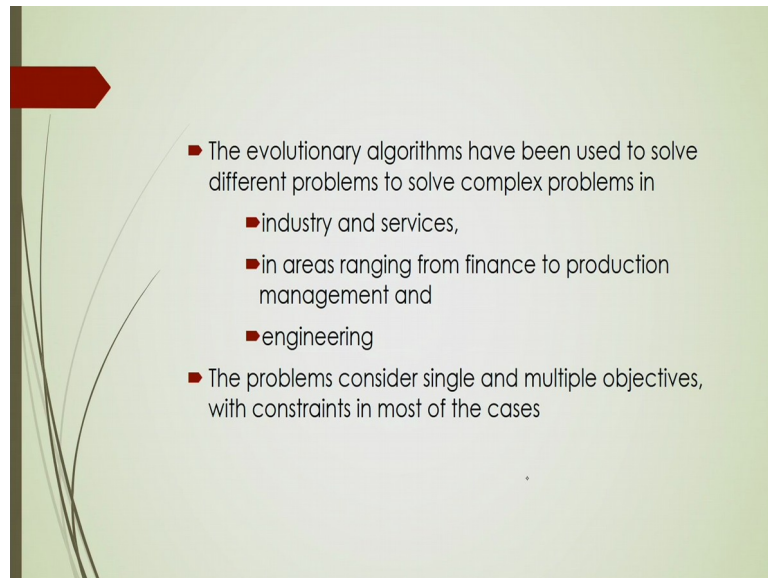 The evolutionary algorithms have been used to solve
different problems to solve complex problems in
industry and services,
in areas ranging from finance to production
management and
engineering
The problems consider single and multiple objectives,
with constraints in most of the cases